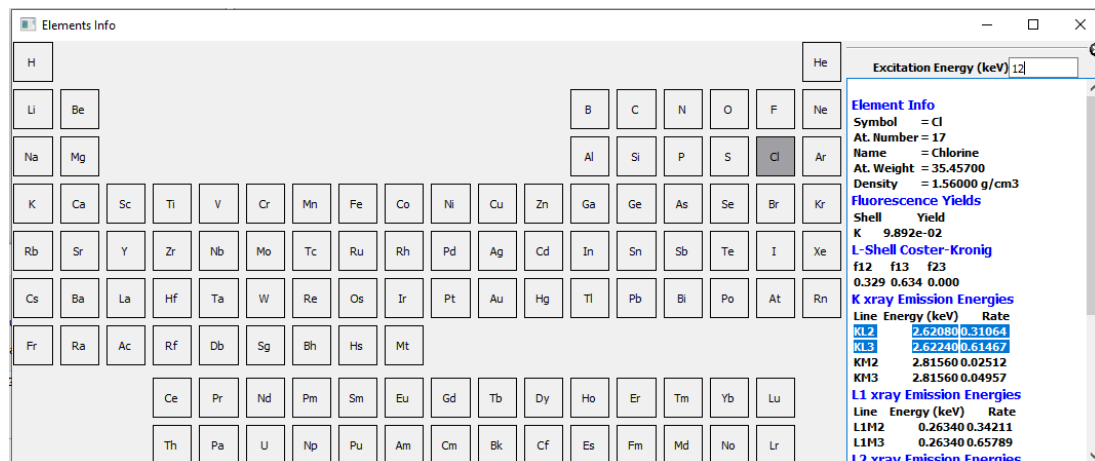 Elements Info
H He
Li Be B C N O F Ne
Na Mg Al Si P S Cl Ar
K Ca Sc Ti V Cr Mn Fe Co Ni Cu Zn Ga Ge As Se Br Kr
Rb Sr Y Zr Nb Mo Tc Ru Rh Pd Ag Cd In Sn Sb Te I Xe
Cs Ba La Hf Ta W Re Os Ir Pt Au Hg Tl Pb Bi Po At Rn
Fr Ra Ac Rf Db Sg Bh Hs Mt
Ce Pr Nd Pm Sm Eu Gd Tb Dy Ho Er Tm Yb Lu
Th Pa U Np Pu Am Cm Bk Cf Es Fm Md No Lr
Excitation Energy (keV) 12
Element Info
Symbol = Cl
At. Number = 17
Name = Chlorine
At. Weight = 35.45700
Density = 1.56000 g/cm3
Fluorescence Yields
Shell Yield
K 9.892e-02
L-Shell Coster-Kronig
f12 f13 f23
0.329 0.634 0.000
K xray Emission Energies
Line Energy (keV) Rate
KL2 2.62080 0.31064
KL3 2.62240 0.61467
KM2 2.81560 0.02512
KM3 2.81560 0.04957
L1 xray Emission Energies
Line Energy (keV) Rate
L1M2 0.26340 0.34211
L1M3 0.26340 0.65789
L2 xray Emission Energies